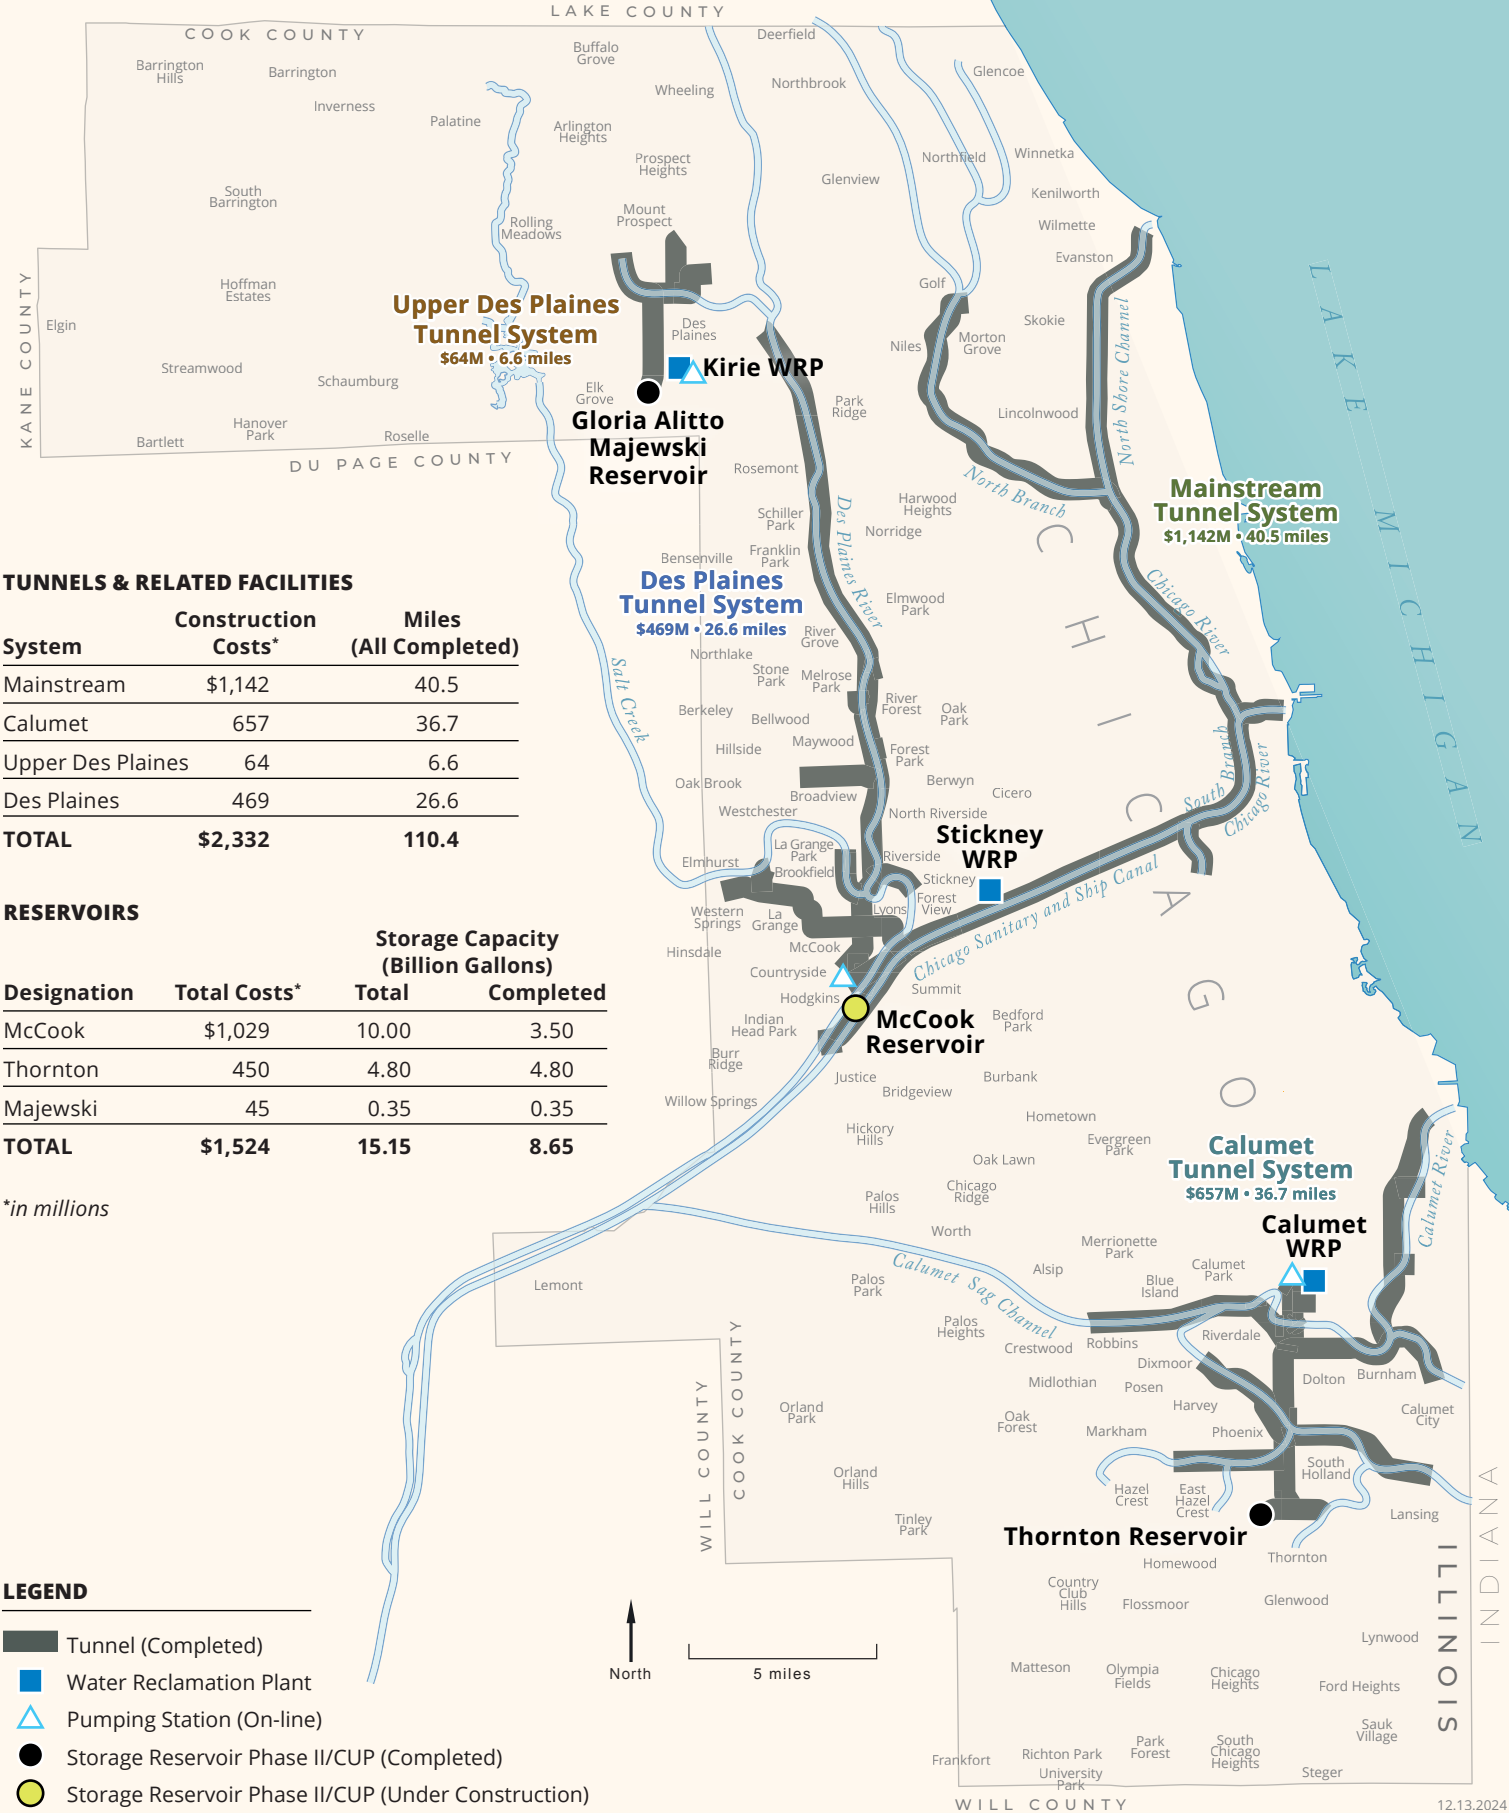 LAKE COUNTY
COOK COUNTY
Deerfield
Buffalo
Grove
Barrington
Hills
Barrington
Glencoe
Wheeling
Northbrook
Inverness
Palatine
Arlington
Heights
Prospect
Heights
Northfield
Winnetka
Glenview
Kenilworth
South
Barrington
Mount
Prospect
Rolling
Meadows
Wilmette
Evanston
Hoffman
Estates
Golf
Upper Des Plaines
Tunnel System
$64M • 6.6 miles
Elgin
KANE COUNTY
Des
Plaines
Skokie
Niles
Morton
Grove
North Shore Channel
LAKE MICHIGAN
Streamwood
Schaumburg
Kirie WRP
Elk
Grove
Park
Ridge
Lincolnwood
Gloria Alitto
Majewski
Reservoir
Hanover
Park
Bartlett
Roselle
DU PAGE COUNTY
Rosemont
North Branch
Mainstream
Tunnel System
$1,142M • 40.5 miles
Harwood
Heights
Schiller
Park
Norridge
Des Plaines River
CHICAGO
Franklin
Park
Bensenville
Des Plaines
Tunnel System
$469M • 26.6 miles
Elmwood
Park
Chicago River
TUNNELS & RELATED FACILITIES
System Construction Costs* Miles (All Completed)
Mainstream $1,142 40.5
Calumet 657 36.7
Upper Des Plaines 64 6.6
Des Plaines 469 26.6
TOTAL $2,332 110.4
River
Grove
Northlake
Stone
Park
Melrose
Park
Salt Creek
Berkeley
Bellwood
River
Forest
Oak
Park
Hillside
Maywood
Forest
Park
Oak Brook
Broadview
Berwyn
Cicero
Westchester
North Riverside
South Branch
Chicago River
Stickney
WRP
La Grange
Park
Elmhurst
Brookfield
Riverside
Stickney
Forest
View
Lyons
Western
Springs
La
Grange
Chicago Sanitary and Ship Canal
Hinsdale
McCook
Countryside
Hodgkins
Summit
McCook
Reservoir
Indian
Head Park
Bedford
Park
Burr
Ridge
Justice
Bridgeview
Burbank
Willow Springs
Hometown
RESERVOIRS
Storage Capacity
(Billion Gallons)
Designation Total Costs* Total Completed
McCook $1,029 10.00 3.50
Thornton 450 4.80 4.80
Majewski 45 0.35 0.35
TOTAL $1,524 15.15 8.65
*in millions
Hickory
Hills
Evergreen
Park
Oak Lawn
Calumet
Tunnel System
$657M • 36.7 miles
Calumet River
Chicago
Ridge
Palos
Hills
Worth
Calumet
WRP
Merrionette
Park
Calumet
Park
Alsip
Blue
Island
Lemont
Palos
Park
Calumet Sag Channel
Palos
Heights
Crestwood
Robbins
Riverdale
Dixmoor
Midlothian
Posen
Dolton
Burnham
WILL COUNTY
COOK COUNTY
Orland
Park
Oak
Forest
Markham
Harvey
Phoenix
Calumet
City
Orland
Hills
South
Holland
Hazel
Crest
East
Hazel
Crest
Lansing
Tinley
Park
Thornton Reservoir
Homewood
Thornton
INDIANA
ILLINOIS
Country
Club
Hills
Flossmoor
Glenwood
Lynwood
Matteson
Olympia
Fields
Chicago
Heights
Ford Heights
Sauk
Village
Frankfort
Richton Park
Park
Forest
South
Chicago
Heights
University
Park
Steger
WILL COUNTY
LEGEND
Tunnel (Completed)
Water Reclamation Plant
Pumping Station (On-line)
Storage Reservoir Phase II/CUP (Completed)
Storage Reservoir Phase II/CUP (Under Construction)
North
5 miles
12.13.2024